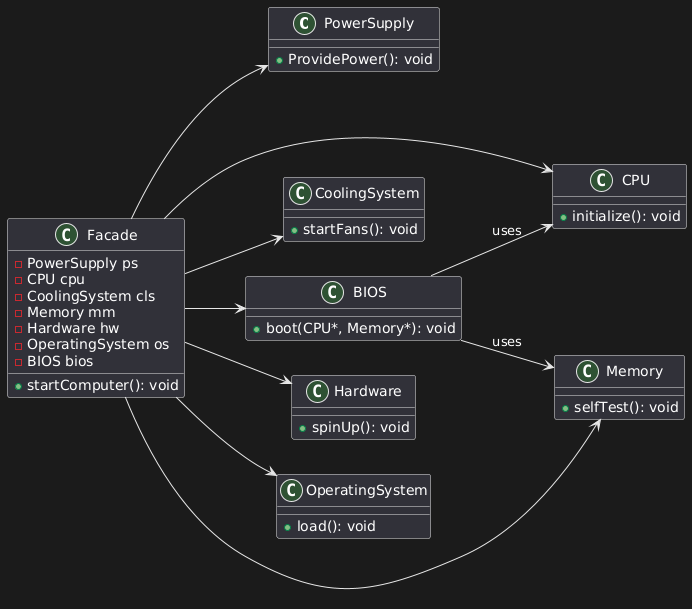 C PowerSupply
+ ProvidePower(): void
C CPU
+ initialize(): void
C CoolingSystem
+ startFans(): void
uses
C Facade
PowerSupply ps
CPU cpu
CoolingSystem cls
Memory mm
Hardware hw
OperatingSystem os
BIOS bios
startComputer(): void
C BIOS
boot(CPU*, Memory*): void
uses
C Memory
selfTest(): void
C Hardware
spinUp(): void
C OperatingSystem
load(): void